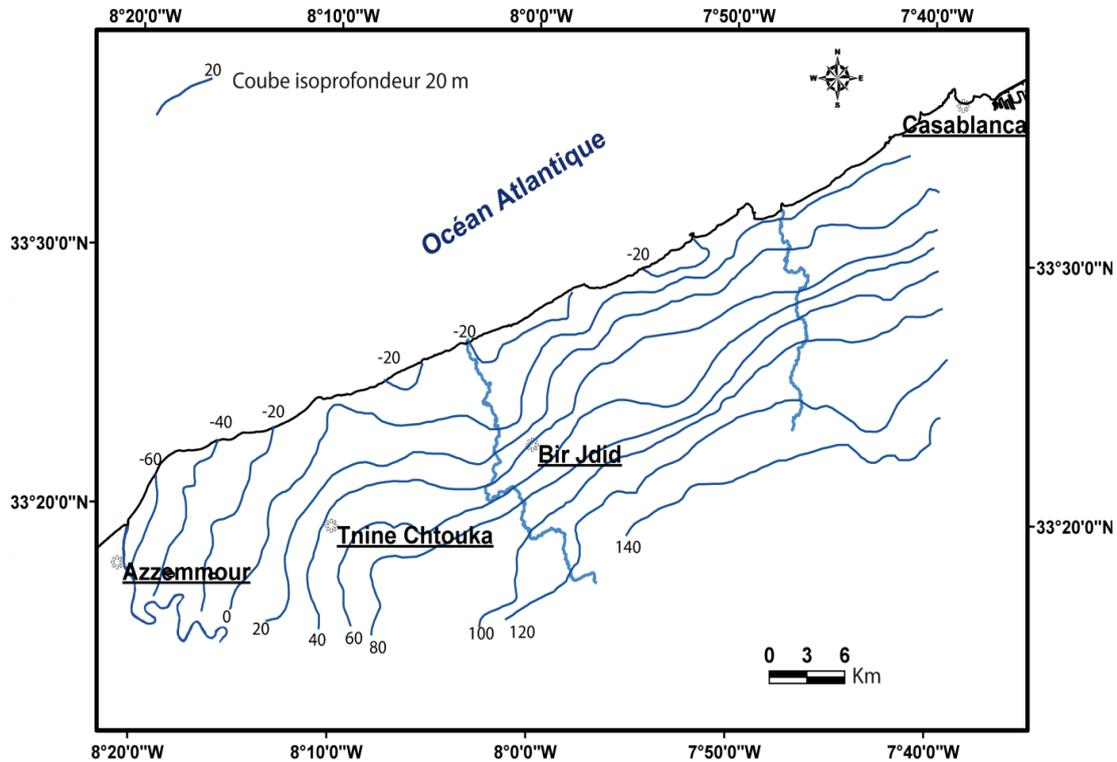 8°20'0"W 8°10'0"W 8°0'0"W 7°50'0"W 7°40'0"W
20 Coube isoprofondeur 20 m
N
W E
S
Casablanca
Océan Atlantique
33°30'0"N
-20
33°30'0"N
-20
-20
-20
-40
-60
Bir Jdid
33°20'0"N
33°20'0"N
Tnine Chtouka
140
Azzemmour
0
20
40 60 80
100 120
0 3 6
Km
8°20'0"W 8°10'0"W 8°0'0"W 7°50'0"W 7°40'0"W